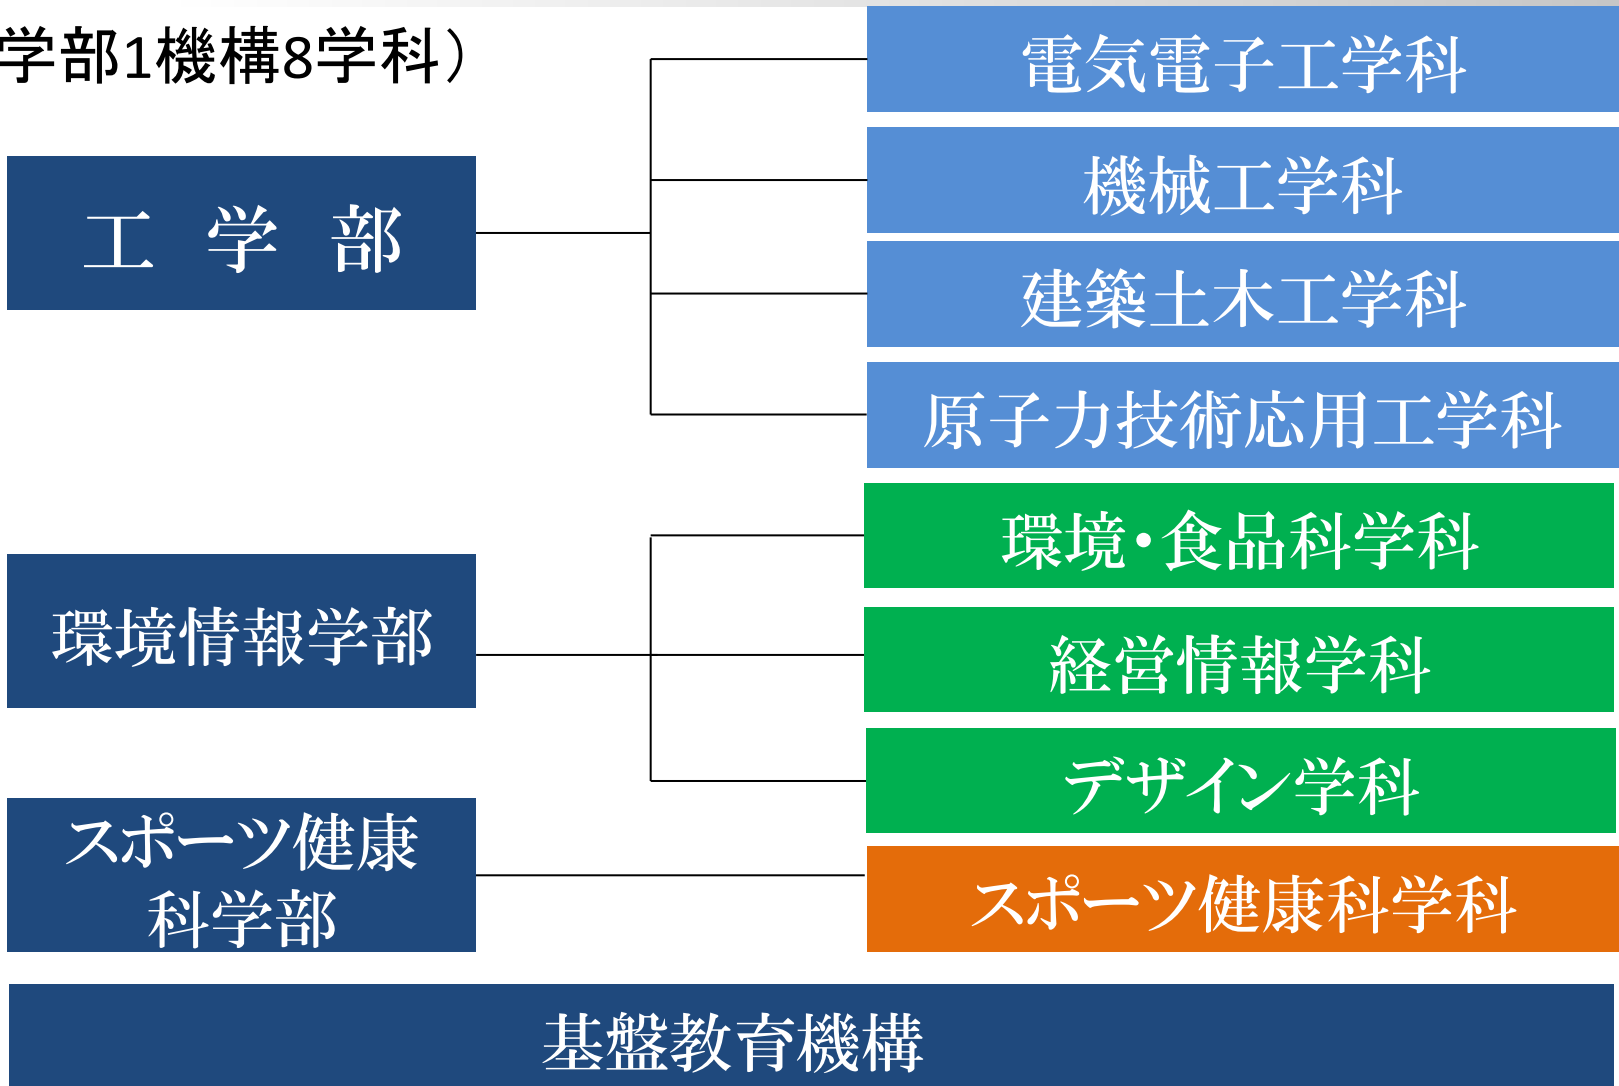 学部1機構8学科）
工 学 部
電気電子工学科
機械工学科
建築土木工学科
原子力技術応用工学科
環境情報学部
環境・食品科学科
経営情報学科
デザイン学科
スポーツ健康
科学部
スポーツ健康科学科
基盤教育機構